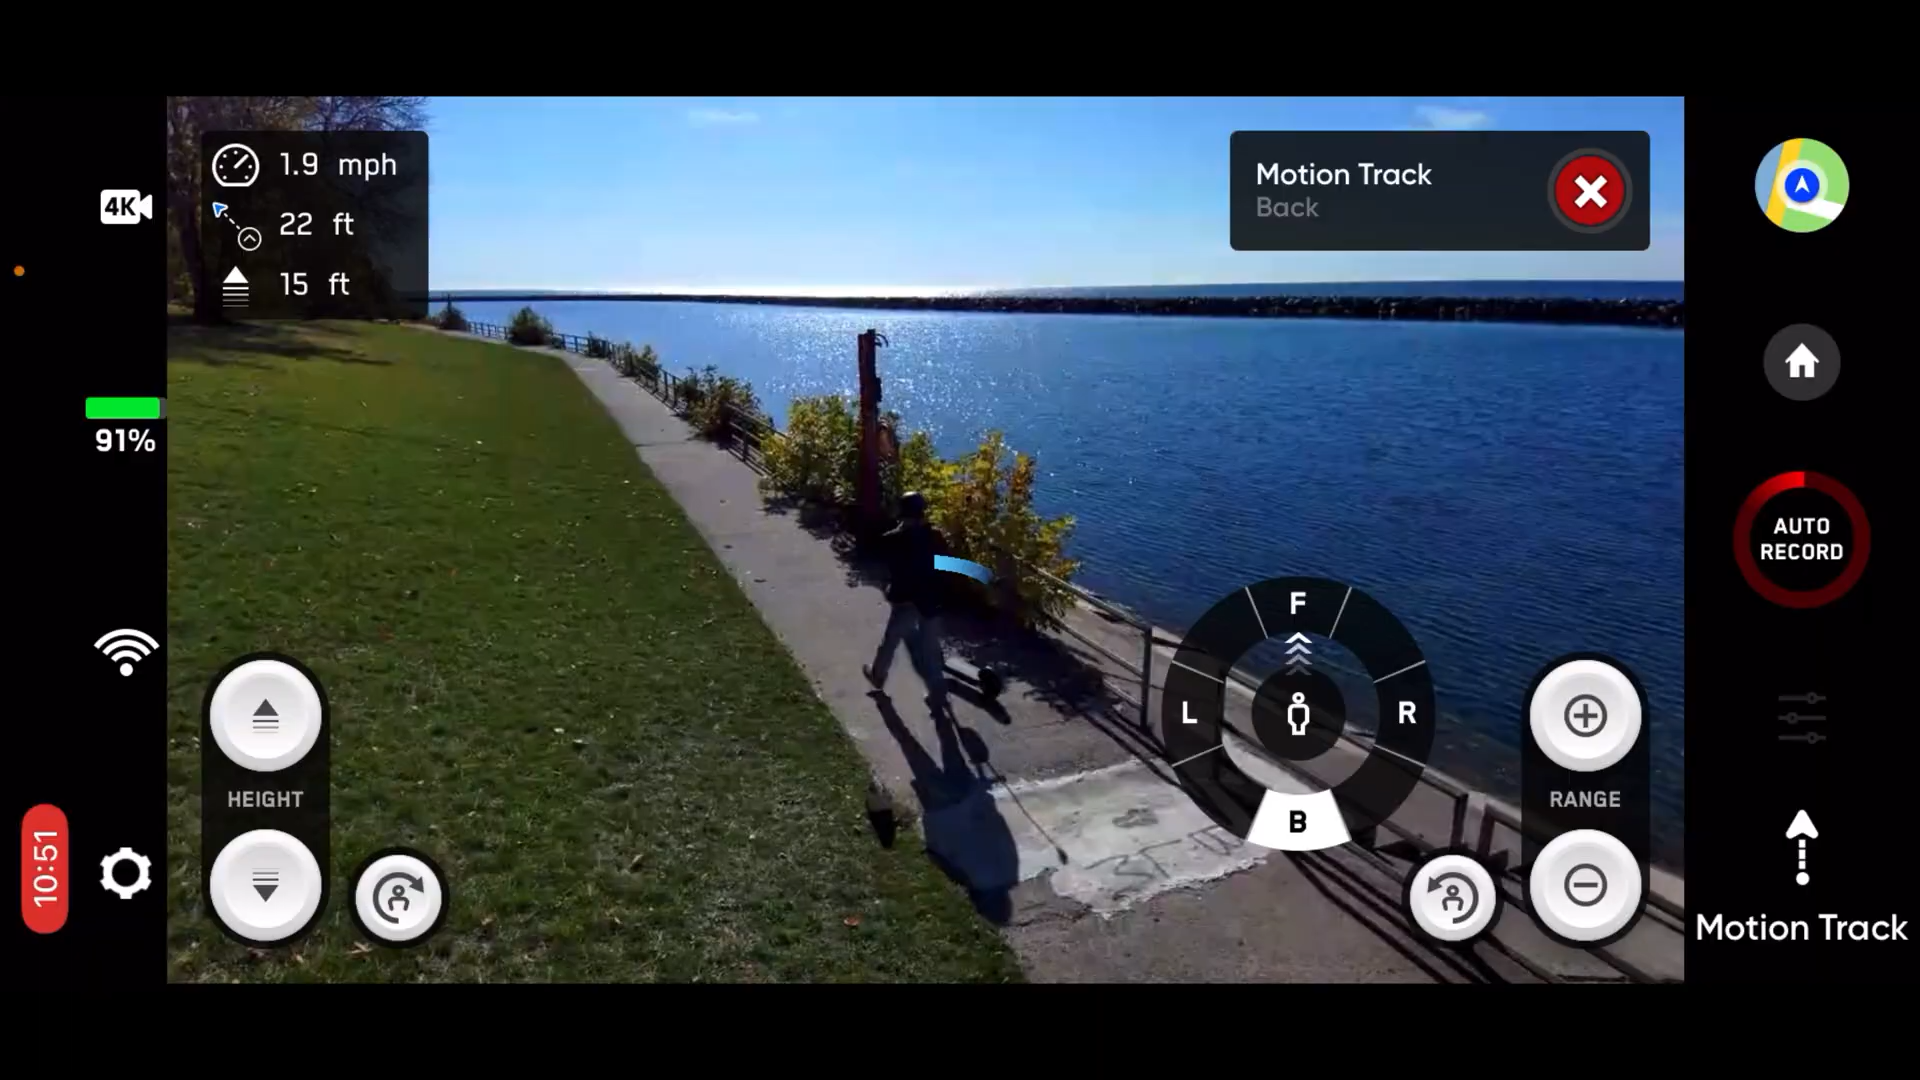 4K
1.9 mph
22 ft
15 ft
Motion Track
Back
91%
AUTO
RECORD
F
L
R
B
HEIGHT
RANGE
10:51
Motion Track